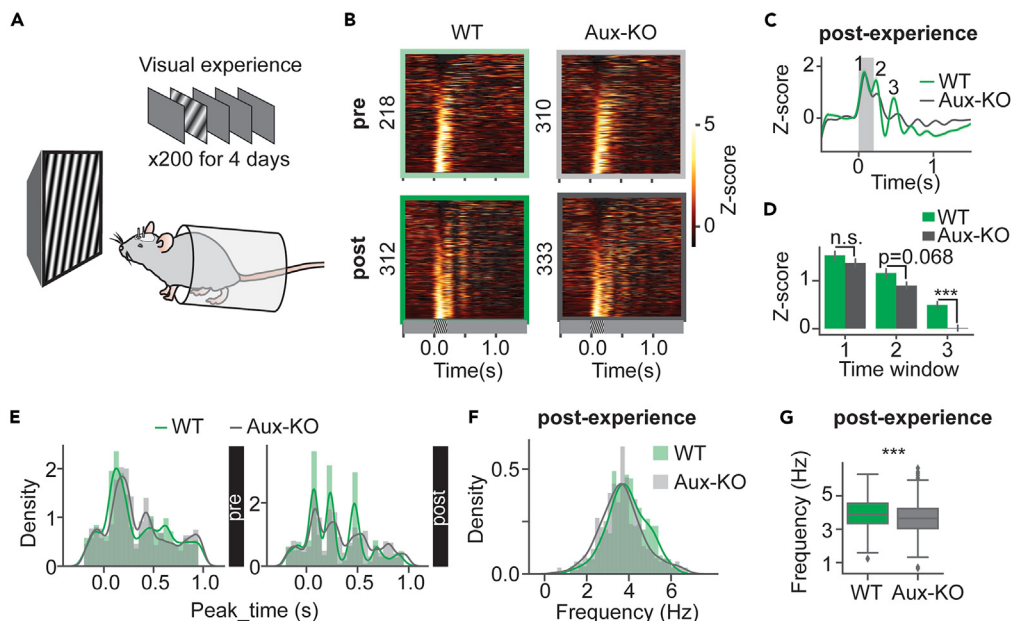 A
Visual experience
x200 for 4 days
B
WT
Aux-KO
pre
218
310
post
312
333
5
0
Z-score
0.0
1.0
Time(s)
0.0
1.0
Time(s)
C
post-experience
Z-score
2
0
1
2
3
WT
Aux-KO
0
1
Time(s)
D
WT
Aux-KO
Z-score
1
0
n.s.
p=0.068
***
1
2
3
Time window
E
WT
Aux-KO
Density
2
1
0
pre
2
0
post
0.0
0.5
1.0
0.0
0.5
1.0
Peak_time (s)
F
post-experience
WT
Aux-KO
Density
0.5
0.0
0
2
4
6
Frequency (Hz)
G
post-experience
***
Frequency (Hz)
5
3
1
WT
Aux-KO